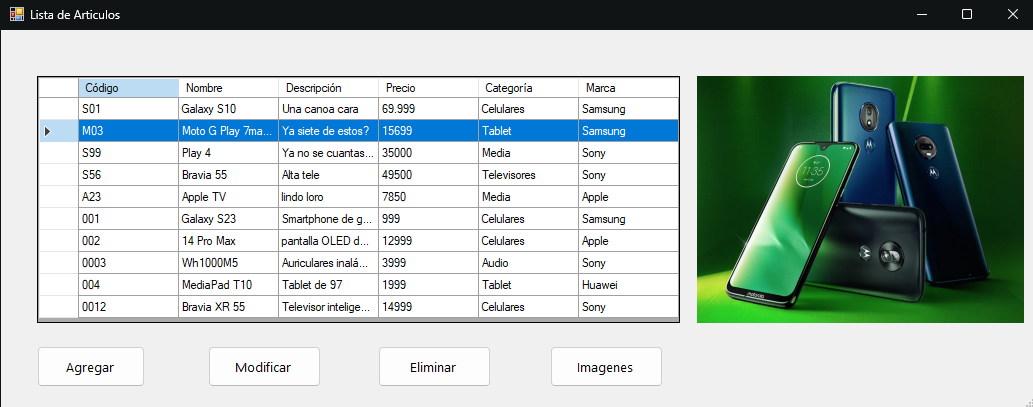 Lista de Articulos
Código Nombre Descripción Precio Categoría Marca
S01 Galaxy S10 Una canoa cara 69.999 Celulares Samsung
M03 Moto G Play 7ma... Ya siete de estos? 15699 Tablet Samsung
S99 Play 4 Ya no se cuantas... 35000 Media Sony
S56 Bravia 55 Alta tele 49500 Televisores Sony
A23 Apple TV lindo loro 7850 Media Apple
001 Galaxy S23 Smartphone de g... 999 Celulares Samsung
002 14 Pro Max pantalla OLED d... 12999 Celulares Apple
0003 Wh1000M5 Auriculares inalá... 3999 Audio Sony
004 MediaPad T10 Tablet de 97 1999 Tablet Huawei
0012 Bravia XR 55 Televisor intelige... 14999 Celulares Sony
11:35
motorola
Agregar Modificar Eliminar Imagenes